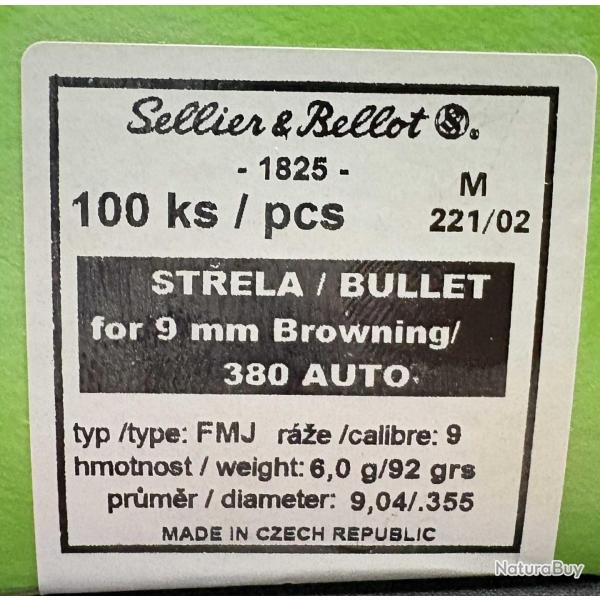 Sellier & Bellot S&B.
- 1825 -
M
100 ks / pcs
221/02
STŘELA / BULLET
for 9 mm Browning/
380 AUTO.
typ /type: FMJ ráže /calibre: 9
hmotnost / weight: 6,0 g/92 grs
průměr / diameter: 9,04/.355
MADE IN CZECH REPUBLIC
NaturaBuy